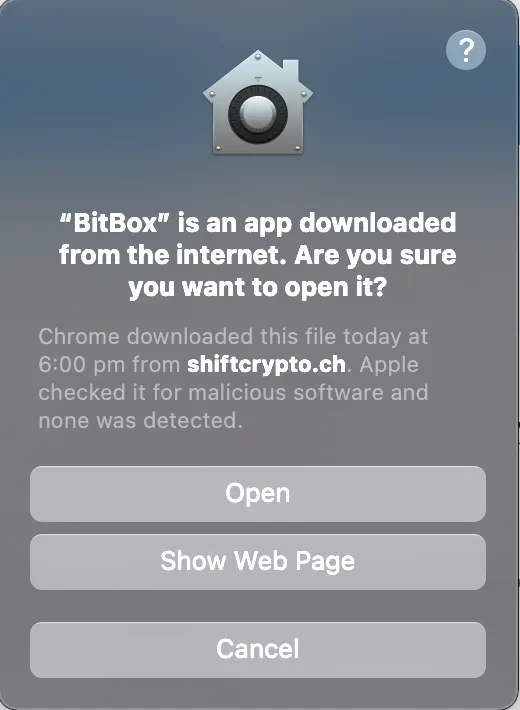 ?
“BitBox” is an app downloaded
from the internet. Are you sure
you want to open it?
Chrome downloaded this file today at
6:00 pm from shiftcrypto.ch. Apple
checked it for malicious software and
none was detected.
Open
Show Web Page
Cancel